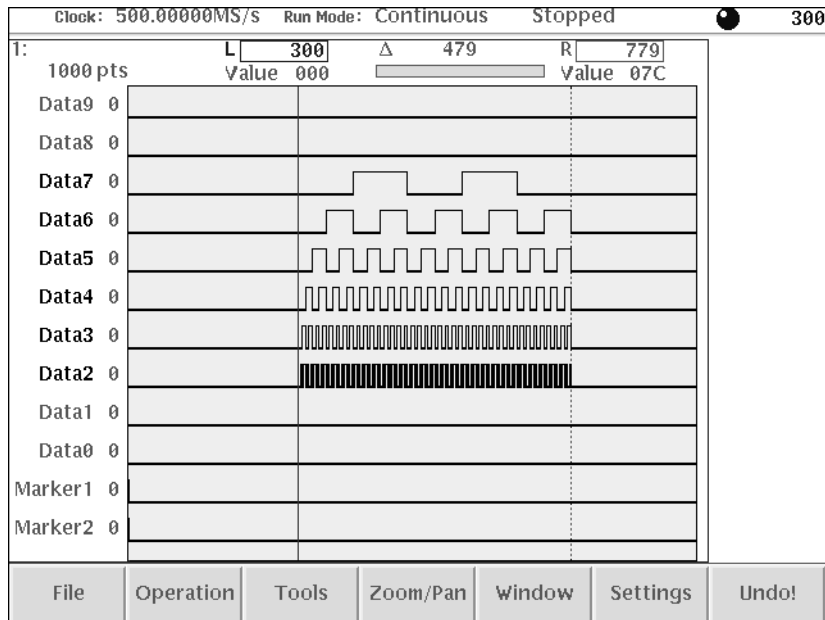 Clock: 500.00000MS/s Run Mode: Continuous Stopped 300
1: L 300 Δ 479 R 779
1000 pts Value 000 Value 07C
Data9 0
Data8 0
Data7 0
Data6 0
Data5 0
Data4 0
Data3 0
Data2 0
Data1 0
Data0 0
Marker1 0
Marker2 0
File Operation Tools Zoom/Pan Window Settings Undo!